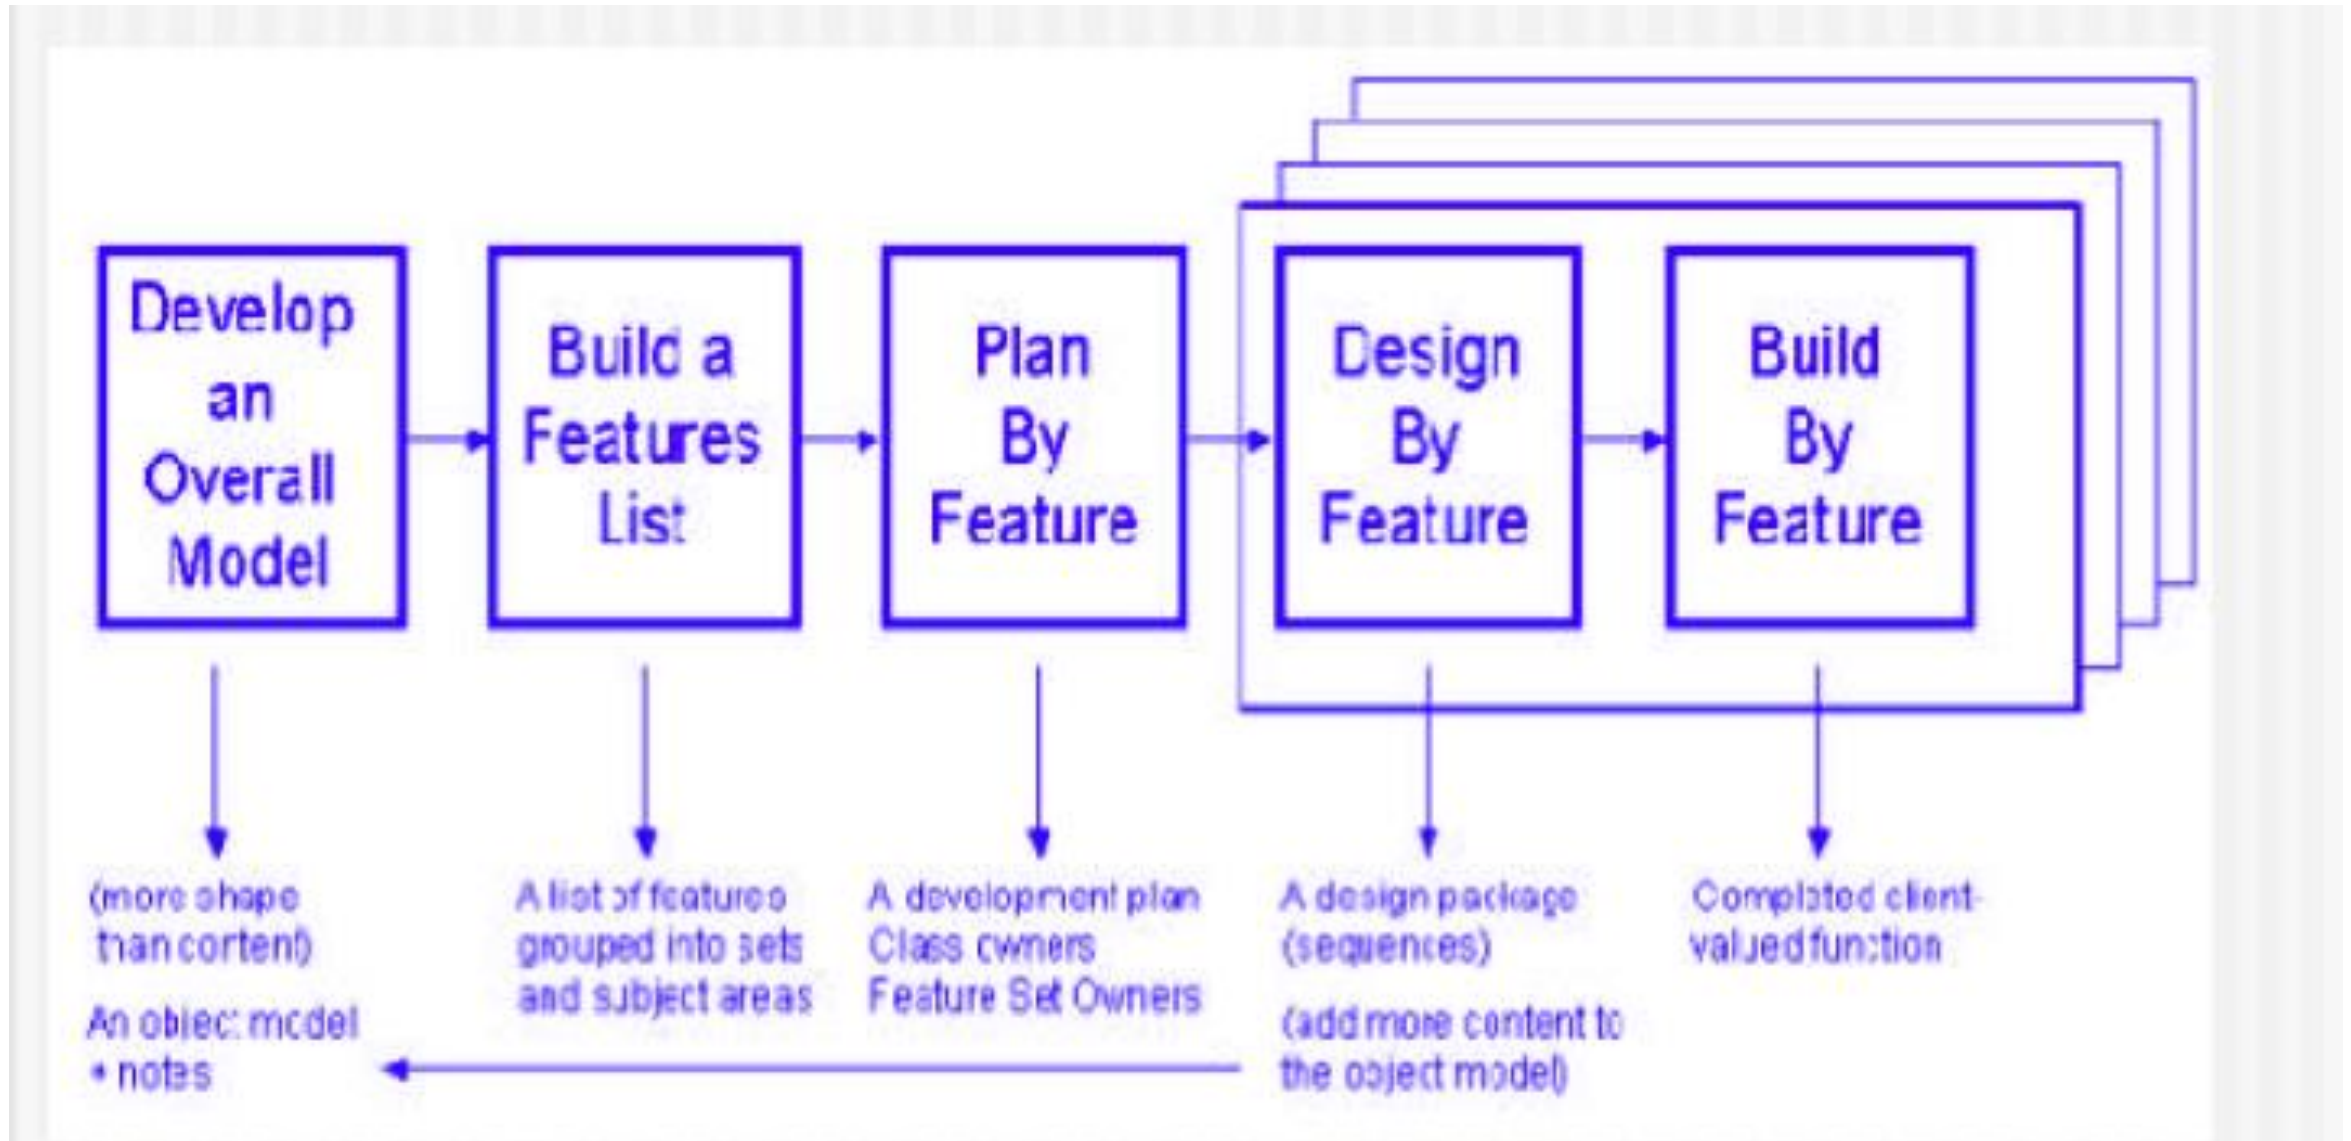 Develop
an
Overall
Model
Build a
Features
List
Plan
By
Feature
Design
By
Feature
Build
By
Feature
(more shape
than content)
An object model
+ notes
A list of features
grouped into sets
and subject areas
A development plan
Class owners
Feature Set Owners
A design package
(sequences)
(add more content to
the object model)
Completed client-
valued function